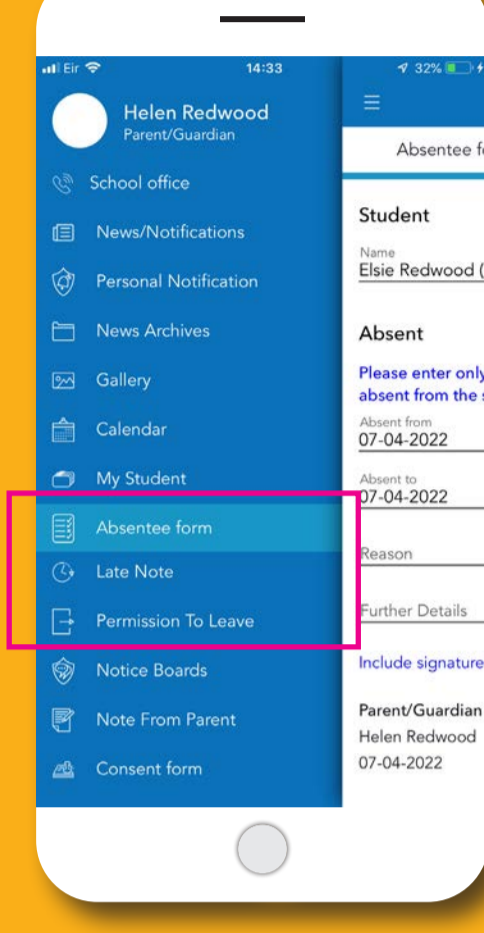 Eir 14:33
Helen Redwood
Parent/Guardian
School office
News/Notifications
Personal Notification
News Archives
Gallery
Calendar
My Student
Absentee form
Late Note
Permission To Leave
Notice Boards
Note From Parent
Consent form
32%
Absentee f
Student
Name
Elsie Redwood (
Absent
Please enter only
absent from the s
Absent from
07-04-2022
Absent to
07-04-2022
Reason
Further Details
Include signature
Parent/Guardian
Helen Redwood
07-04-2022